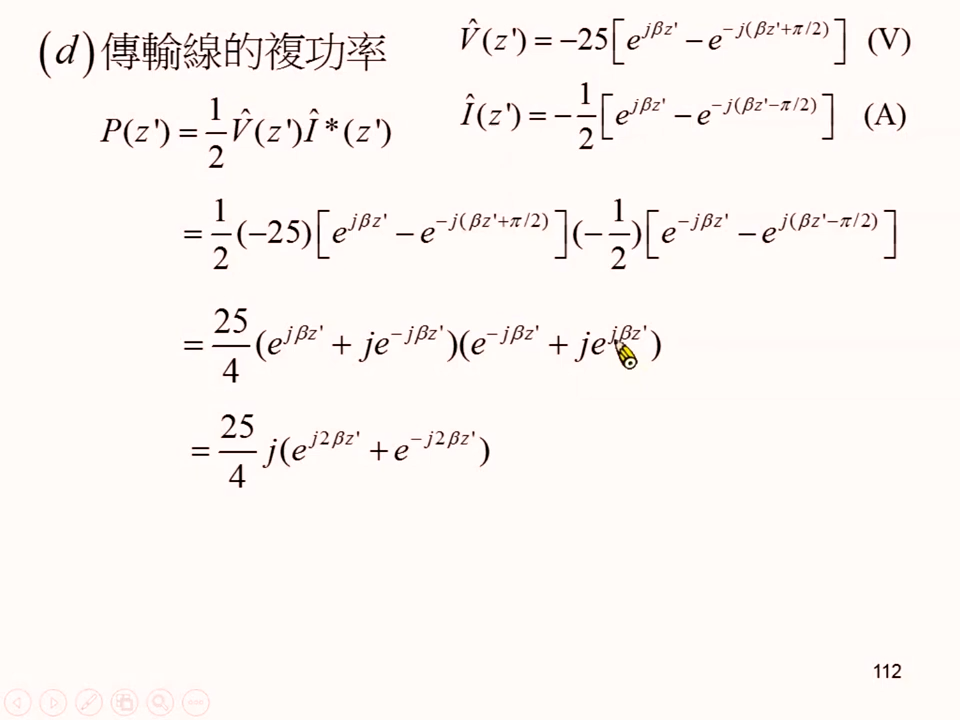 (d)傳輸線的複功率
V̂(z') = −25[e^{jβz'} − e^{−j(βz'+π/2)}] (V)
Î(z') = −1/2[e^{jβz'} − e^{−j(βz'−π/2)}] (A)
P(z') = 1/2 V̂(z')Î*(z')
= 1/2(−25)[e^{jβz'} − e^{−j(βz'+π/2)}](−1/2)[e^{−jβz'} − e^{j(βz'−π/2)}]
= 25/4(e^{jβz'} + je^{−jβz'})(e^{−jβz'} + je^{jβz'})
= 25/4 j(e^{j2βz'} + e^{−j2βz'})
112